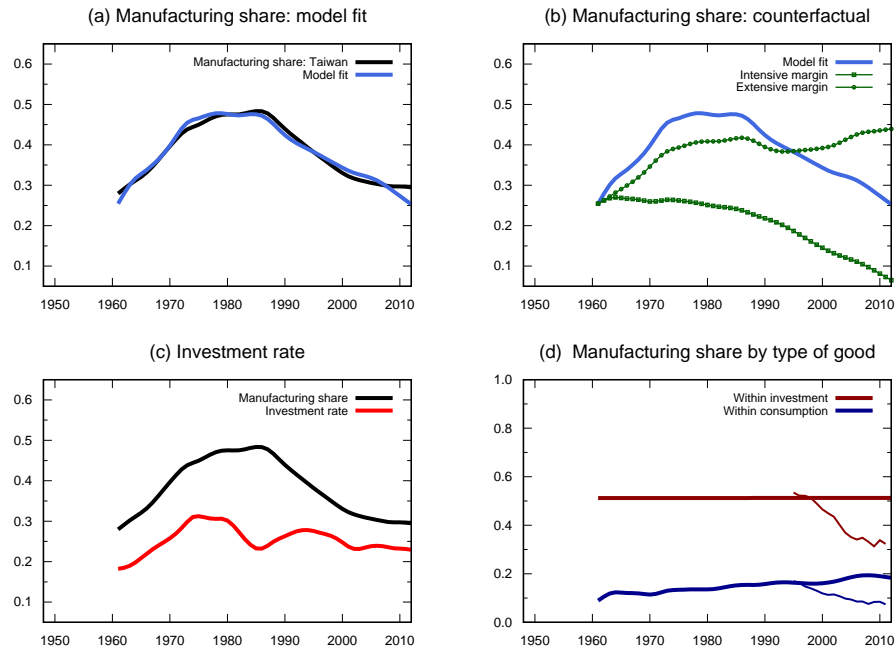 (a) Manufacturing share: model fit
0.6
0.5
0.4
0.3
0.2
0.1
Manufacturing share: Taiwan
Model fit
1950 1960 1970 1980 1990 2000 2010
(b) Manufacturing share: counterfactual
0.6
0.5
0.4
0.3
0.2
0.1
Model fit
Intensive margin
Extensive margin
1950 1960 1970 1980 1990 2000 2010
(c) Investment rate
0.6
0.5
0.4
0.3
0.2
0.1
Manufacturing share
Investment rate
1950 1960 1970 1980 1990 2000 2010
(d) Manufacturing share by type of good
1.0
0.8
0.6
0.4
0.2
0.0
Within investment
Within consumption
1950 1960 1970 1980 1990 2000 2010